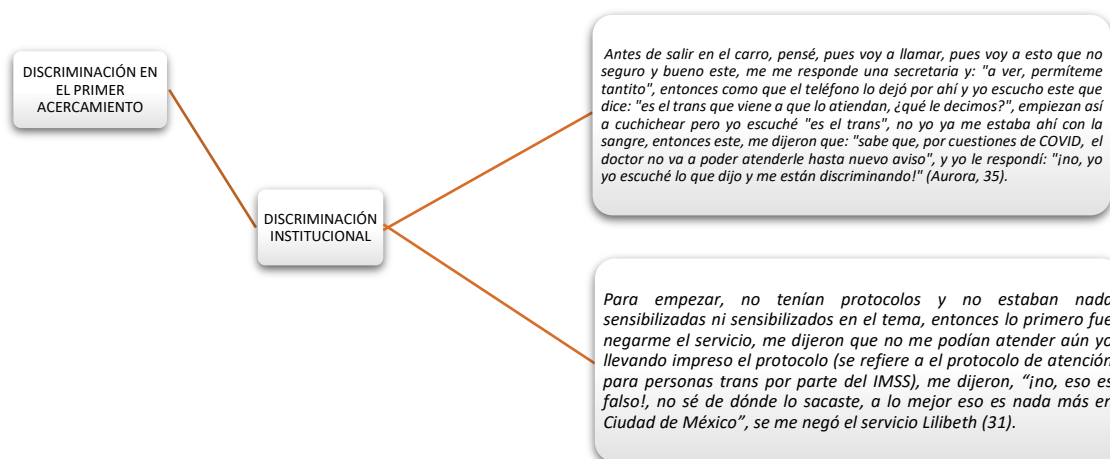 DISCRIMINACIÓN EN
EL PRIMER
ACERCAMIENTO
DISCRIMINACIÓN
INSTITUCIONAL
Antes de salir en el carro, pensé, pues voy a llamar, pues voy a esto que no
seguro y bueno este, me me responde una secretaria y: "a ver, permíteme
tantito", entonces como que el teléfono lo dejó por ahí y yo escucho este que
dice: "es el trans que viene a que lo atiendan, ¿qué le decimos?", empiezan así
a cuchichear pero yo escuché "es el trans", no yo ya me estaba ahí con la
sangre, entonces este, me dijeron que: "sabe que, por cuestiones de COVID, el
doctor no va a poder atenderle hasta nuevo aviso", y yo le respondí: "¡no, yo
yo escuché lo que dijo y me están discriminando!" (Aurora, 35).
Para empezar, no tenían protocolos y no estaban nada
sensibilizadas ni sensibilizados en el tema, entonces lo primero fue
negarme el servicio, me dijeron que no me podían atender aún yo
llevando impreso el protocolo (se refiere a el protocolo de atención
para personas trans por parte del IMSS), me dijeron, “¡no, eso es
falso!, no sé de dónde lo sacaste, a lo mejor eso es nada más en
Ciudad de México”, se me negó el servicio Lilibeth (31).